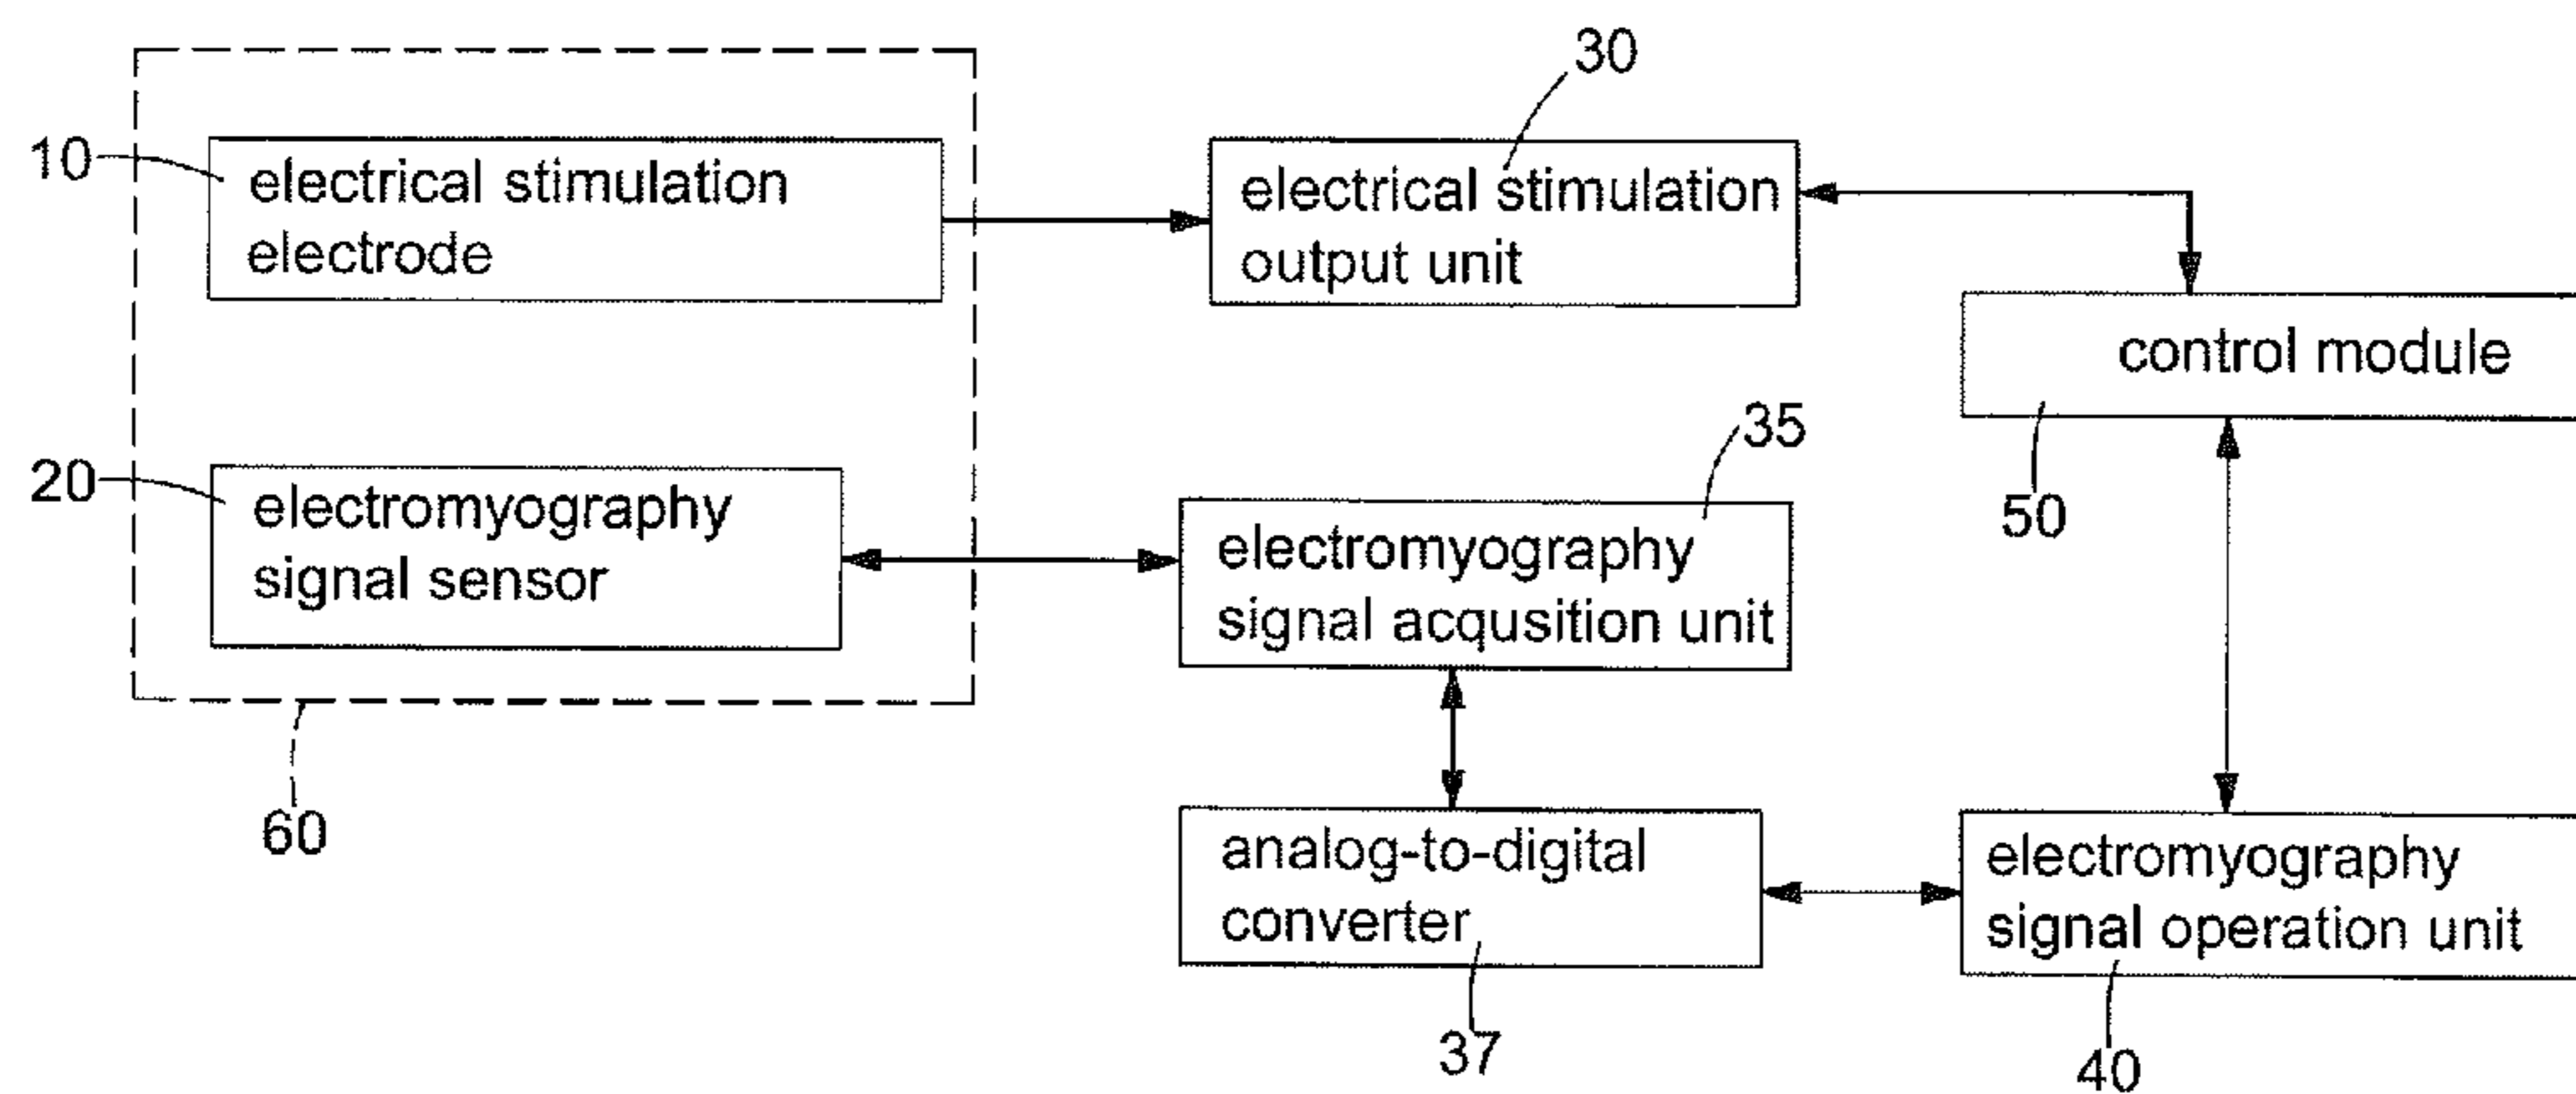 30
10
electrical stimulation
electrode
electrical stimulation
output unit
control module
50
35
20
electromyography
signal sensor
electromyography
signal acqusition unit
60
analog-to-digital
converter
37
electromyography
signal operation unit
40